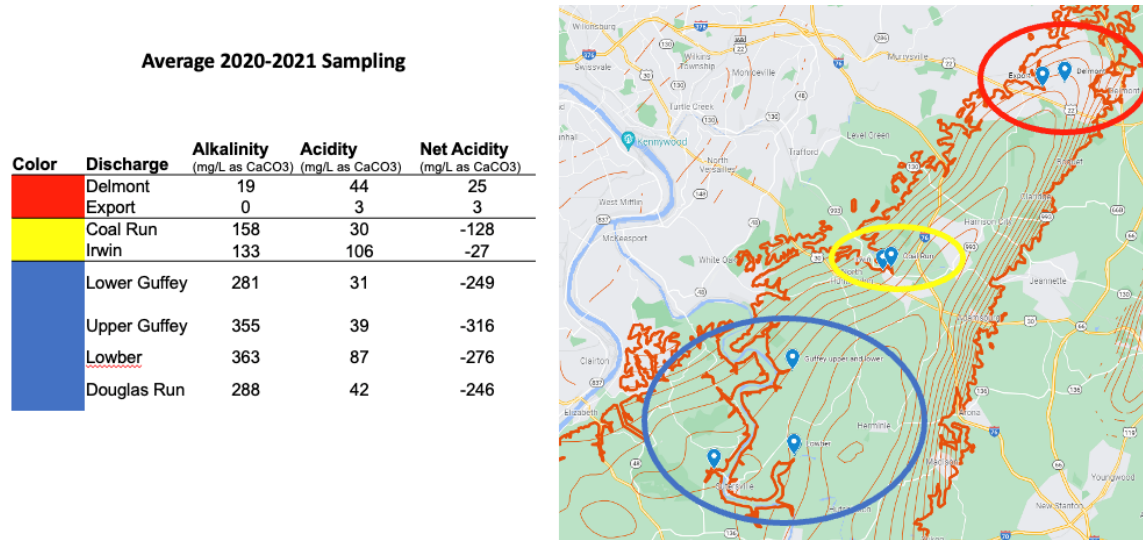 Average 2020-2021 Sampling
Color Discharge Alkalinity (mg/L as CaCO3) Acidity (mg/L as CaCO3) Net Acidity (mg/L as CaCO3)
Delmont 19 44 25
Export 0 3 3
Coal Run 158 30 -128
Irwin 133 106 -27
Lower Guffey 281 31 -249
Upper Guffey 355 39 -316
Lowber 363 87 -276
Douglas Run 288 42 -246
Swissvale
Wilkins
Township
Monroeville
Murrysville
Export
Delmont
Turtle Creek
Kennywood
Level Green
Trafford
North
Versailles
West Mifflin
McKeesport
White Oak
Harrison City
Coal Run
North
Jeannette
Clairton
Guffey upper and lower
Elizabeth
Arona
Herminie
Lowber
Madison
Sutersville
Youngwood
New Stanton